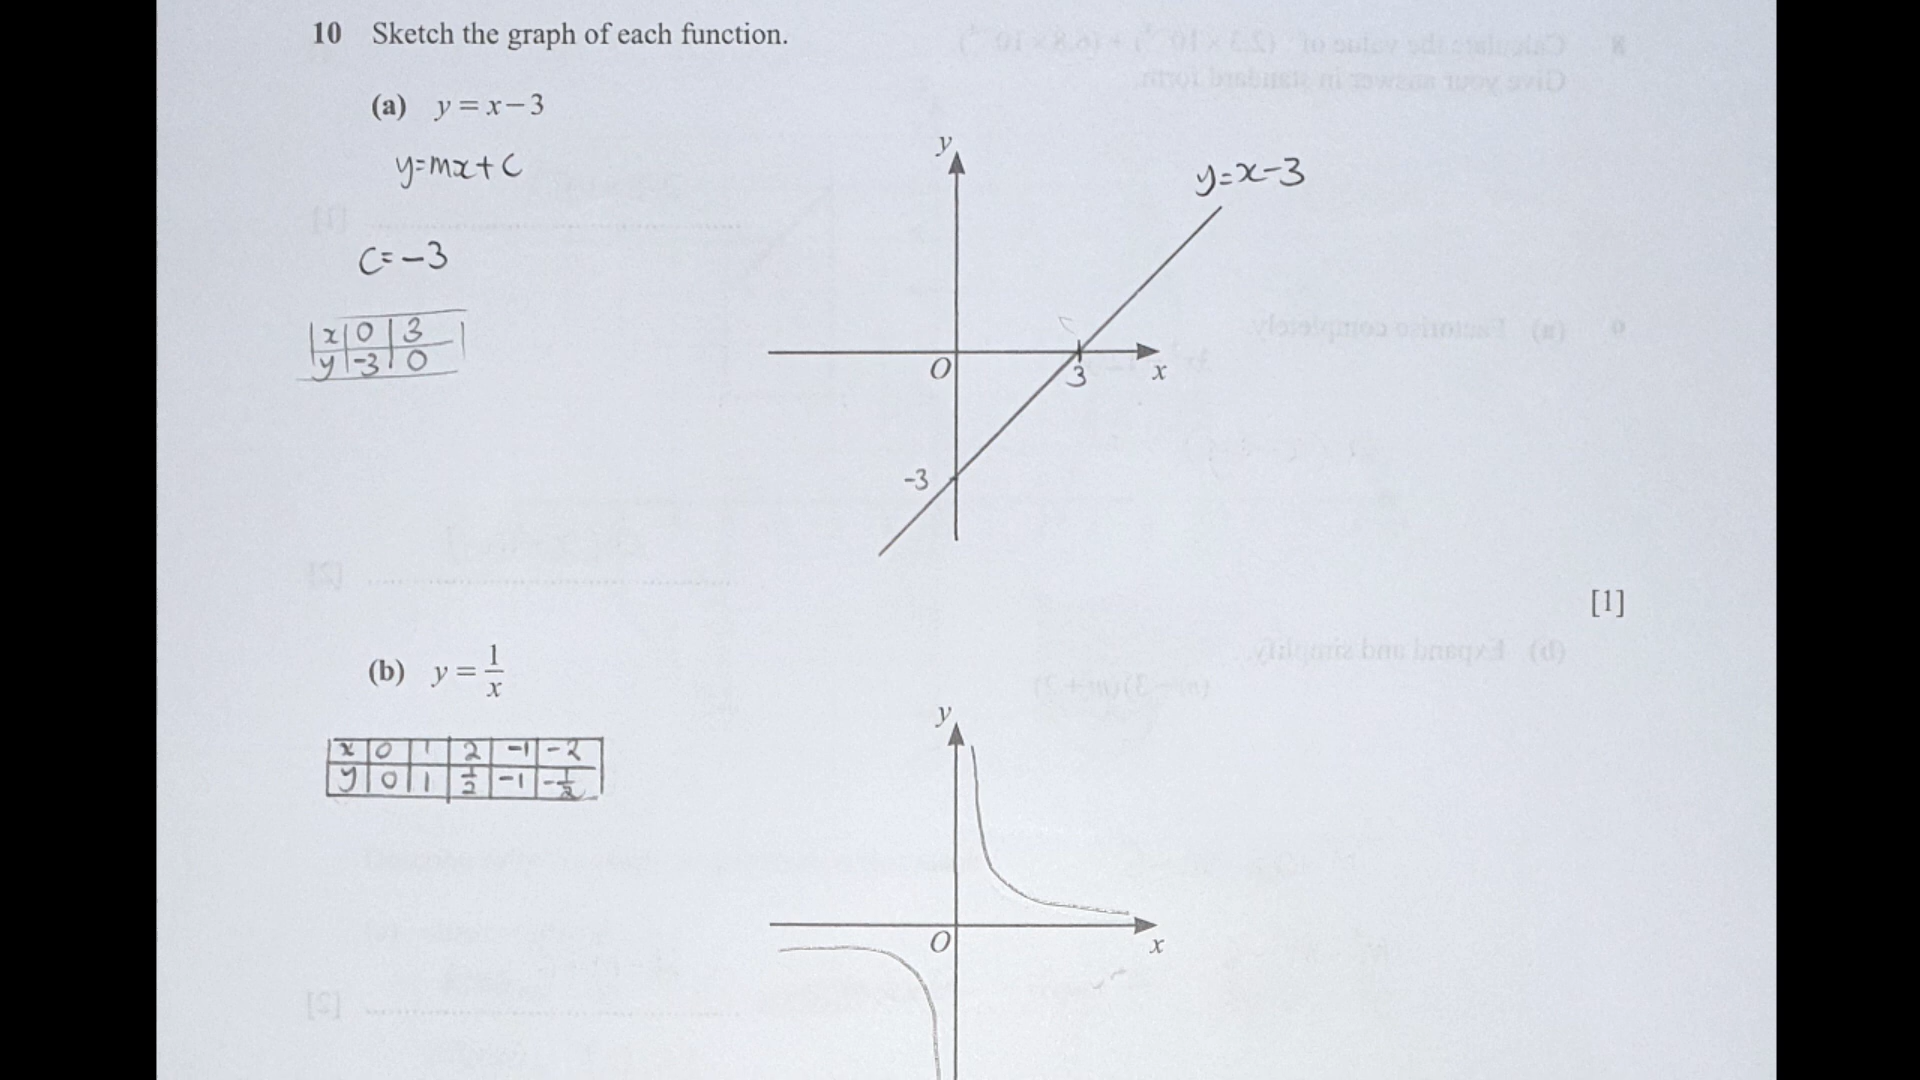 10 Sketch the graph of each function.
(a) y = x − 3
y=mx+c
c=-3
x 0 3
y -3 0
y
y=x-3
O
3
x
-3
[1]
(b) y = 1/x
x 0 1 2 -1 -2
y 0 1 1/2 -1 -1/2
y
O
x